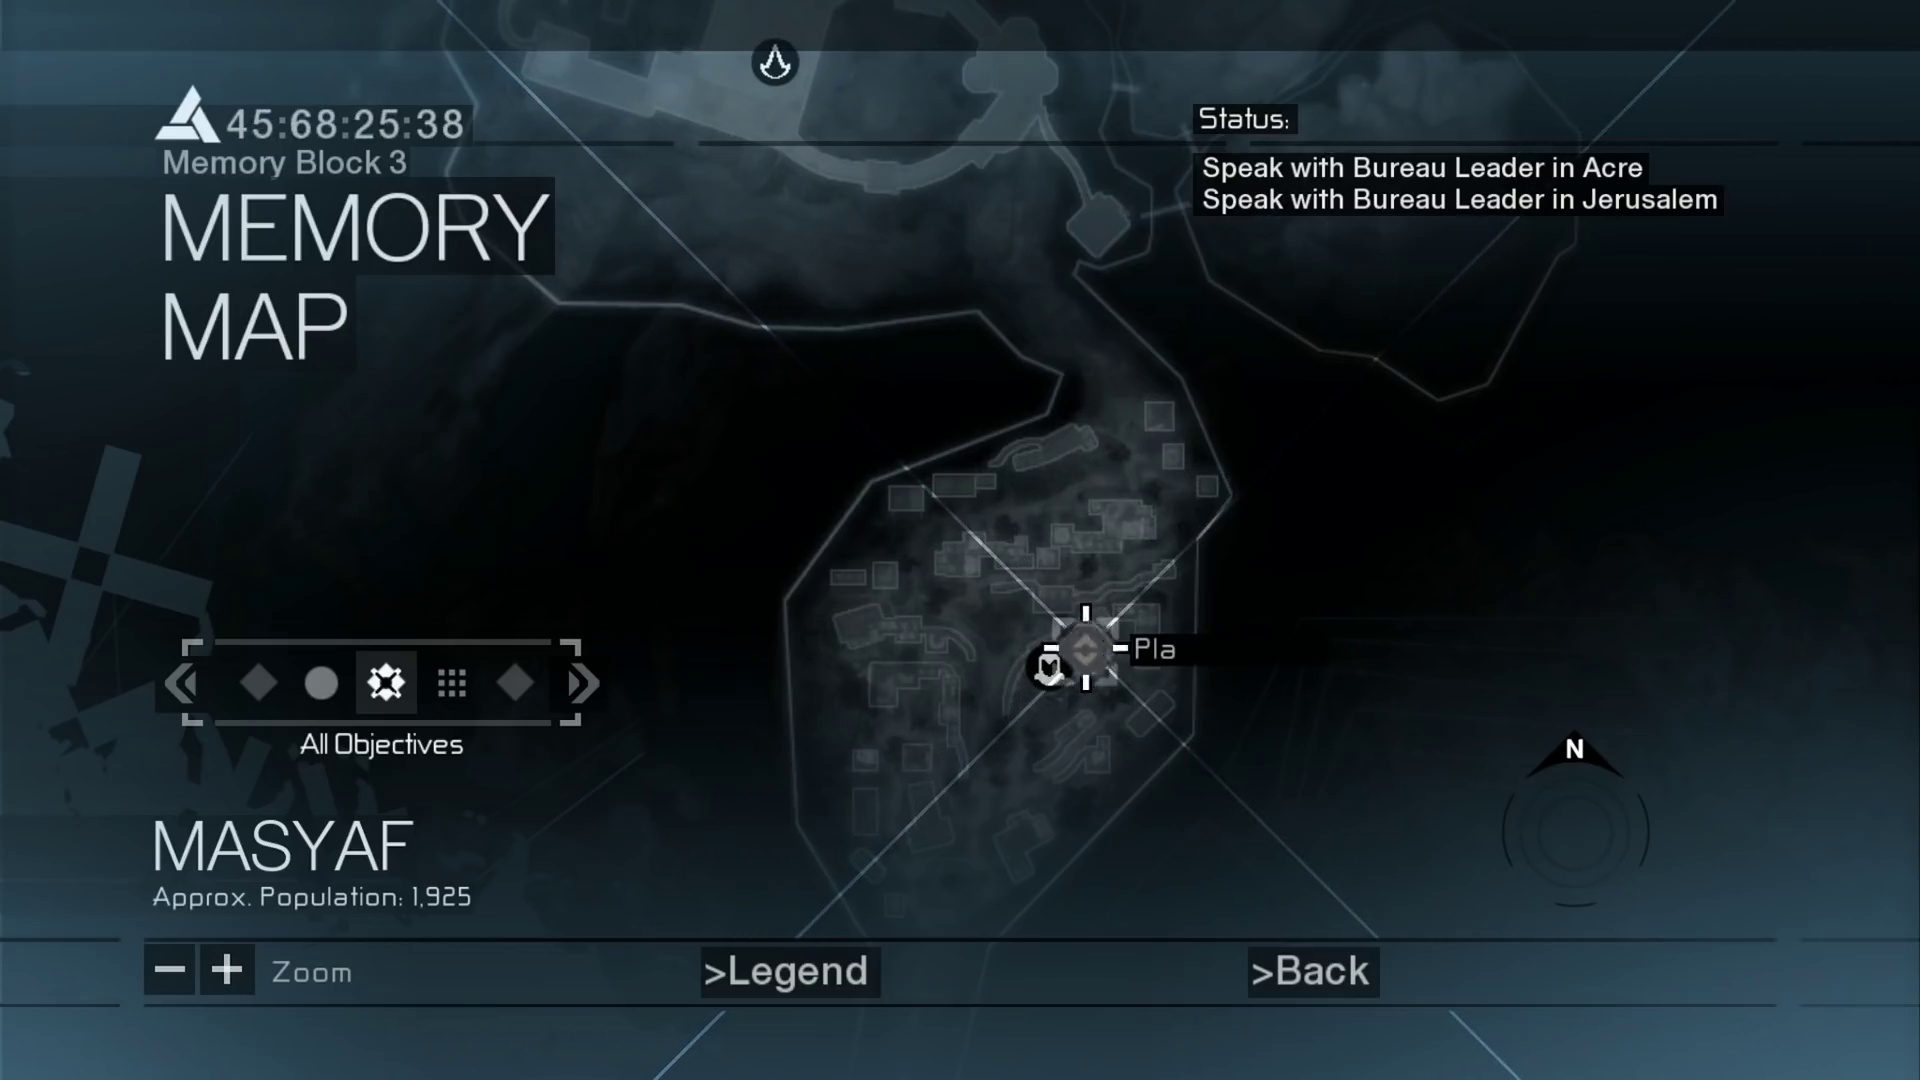 45:68:25:38
Memory Block 3
MEMORY
MAP
Status:
Speak with Bureau Leader in Acre
Speak with Bureau Leader in Jerusalem
Pla
All Objectives
N
MASYAF
Approx. Population: 1,925
Zoom
>Legend
>Back